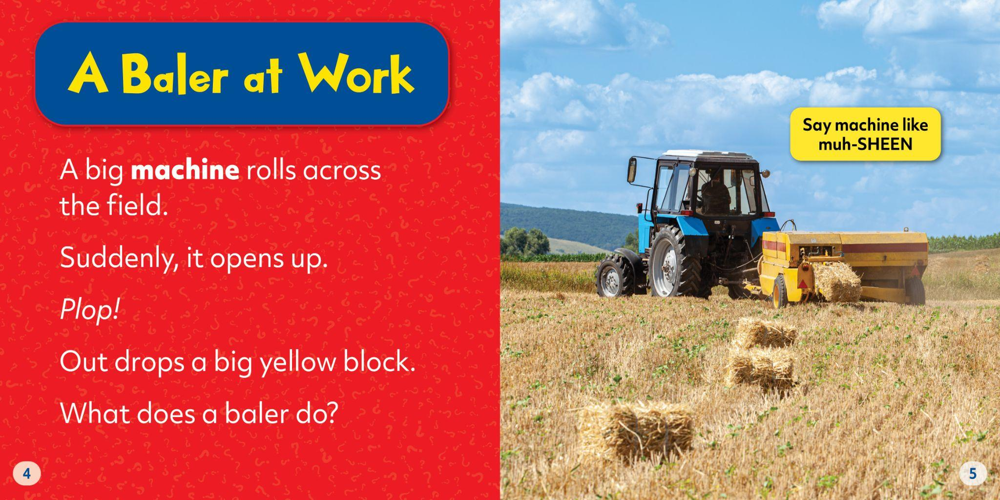 A Baler at Work
A big machine rolls across
the field.
Suddenly, it opens up.
Plop!
Out drops a big yellow block.
What does a baler do?
4
Say machine like
muh-SHEEN
5